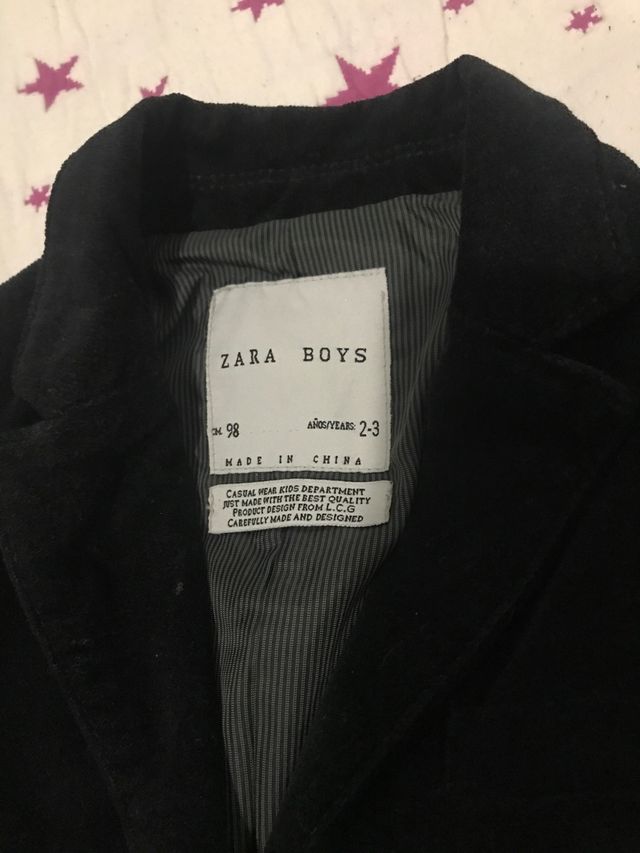 ZARA BOYS
CM. 98 AÑOS/YEARS: 2-3
MADE IN CHINA
CASUAL WEAR KIDS DEPARTMENT
JUST MADE WITH THE BEST QUALITY
PRODUCT DESIGN FROM L.C.G
CAREFULLY MADE AND DESIGNED